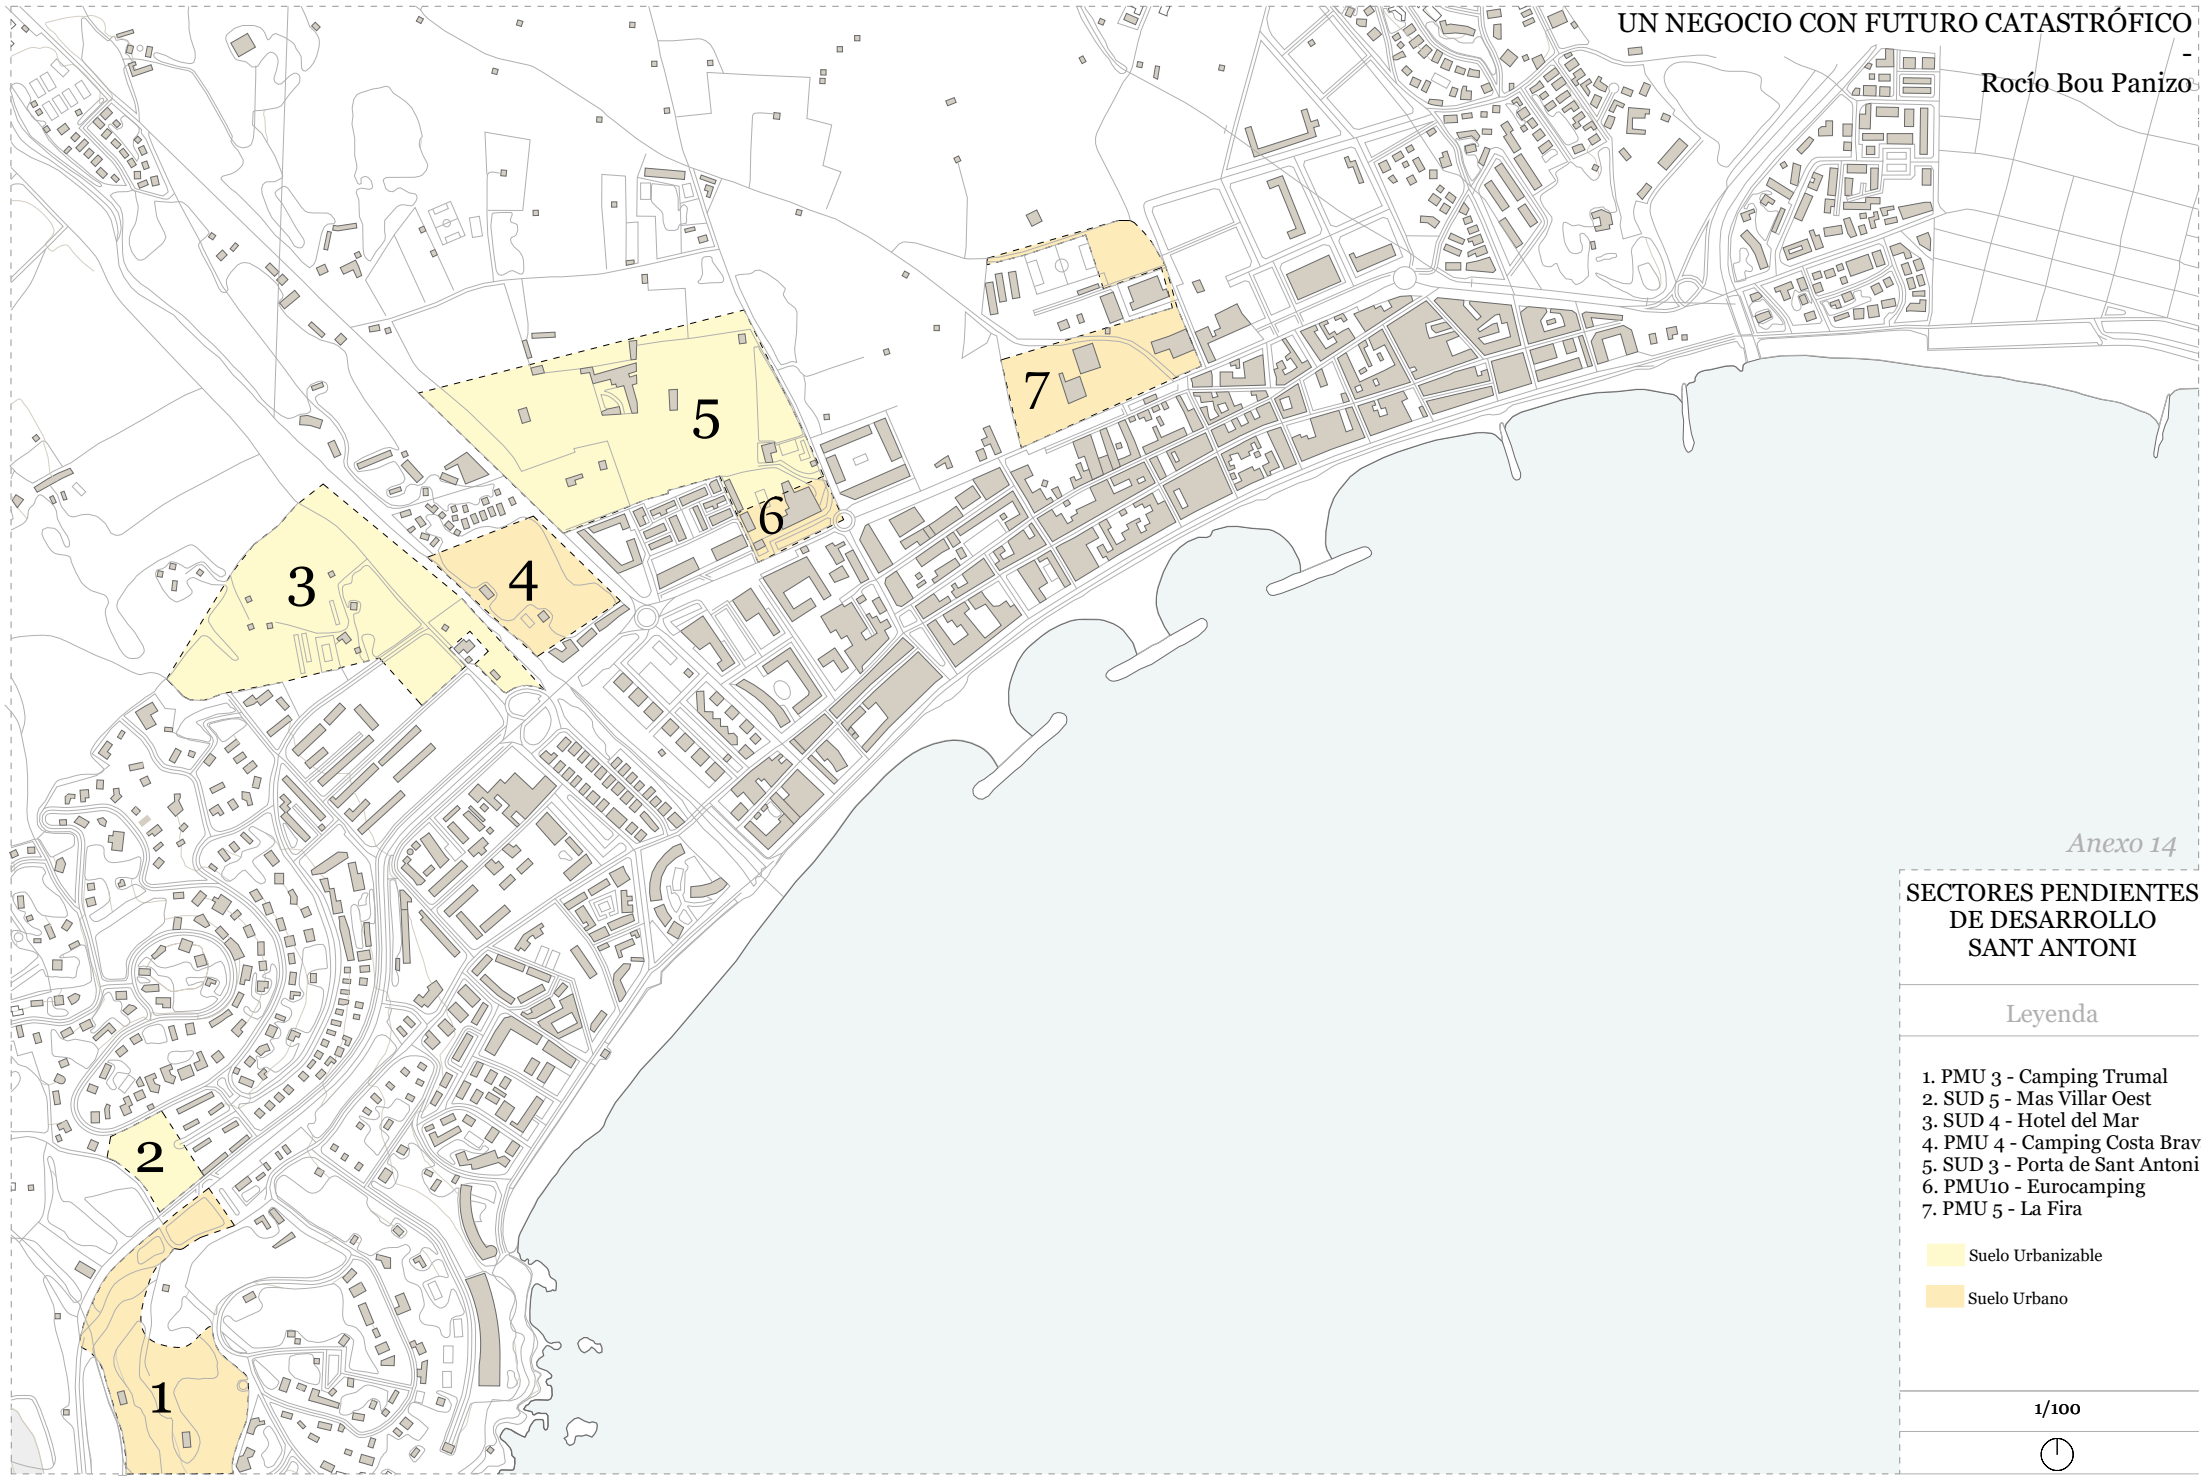 UN NEGOCIO CON FUTURO CATASTRÓFICO
-
Rocío Bou Panizo
7
5
6
4
3
2
1
Anexo 14
SECTORES PENDIENTES
DE DESARROLLO
SANT ANTONI
Leyenda
1. PMU 3 - Camping Trumal
2. SUD 5 - Mas Villar Oest
3. SUD 4 - Hotel del Mar
4. PMU 4 - Camping Costa Brav
5. SUD 3 - Porta de Sant Antoni
6. PMU10 - Eurocamping
7. PMU 5 - La Fira
Suelo Urbanizable
Suelo Urbano
1/100